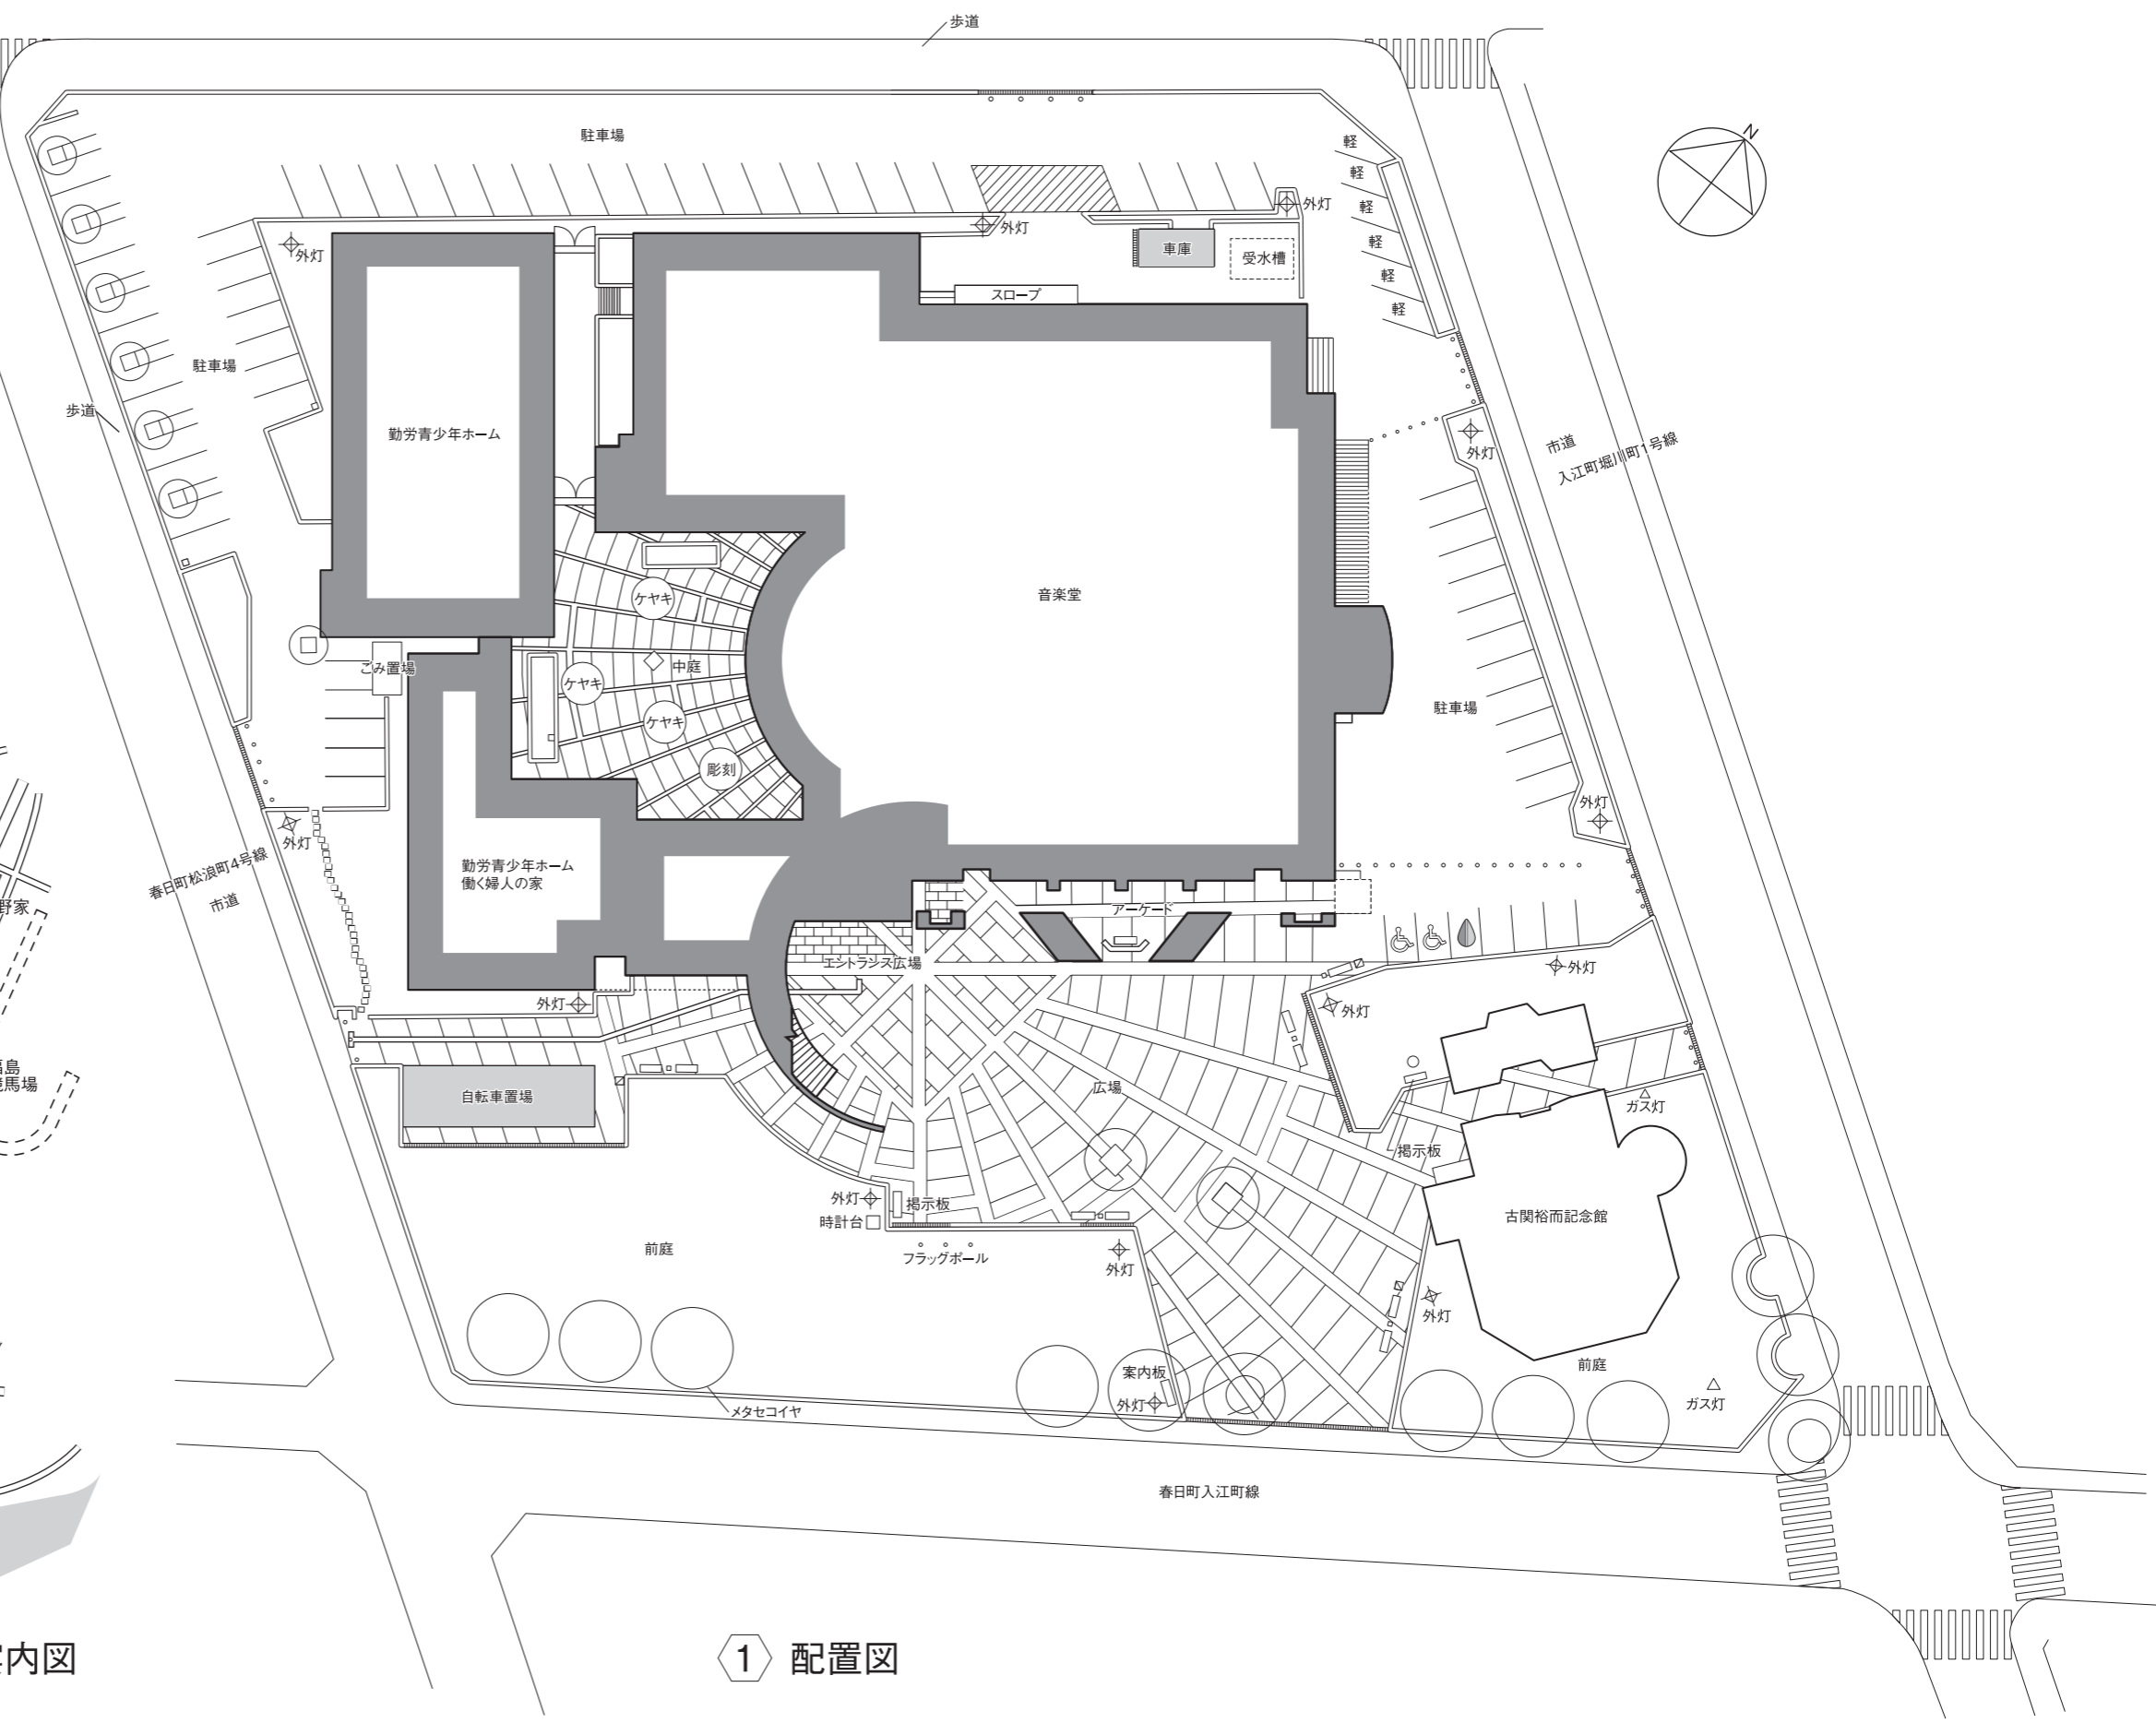 歩道
N
駐車場
軽
軽
軽
軽
軽
軽
外灯
外灯
外灯
車庫
受水槽
スロープ
駐車場
歩道
勤労青少年ホーム
外灯
市道
入江町堀川町1号線
音楽堂
ケヤキ
ケヤキ
中庭
ケヤキ
彫刻
ごみ置場
駐車場
外灯
外灯
春日町松浪町4号線
市道
勤労青少年ホーム
働く婦人の家
野家
アーケード
エントランス広場
外灯
外灯
外灯
島
馬場
自転車置場
広場
ガス灯
掲示板
外灯
掲示板
時計台
フラッグポール
前庭
外灯
古関裕而記念館
外灯
前庭
案内板
外灯
ガス灯
メタセコイヤ
春日町入江町線
内図
1 配置図